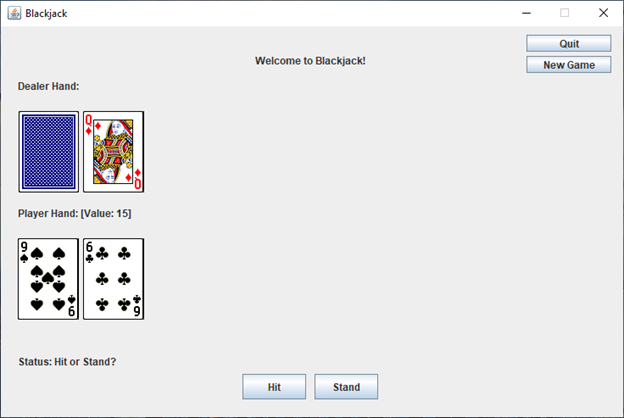 Blackjack
Quit
Welcome to Blackjack!
New Game
Dealer Hand:
Q
Q
Player Hand: [Value: 15]
9 6
9 6
Status: Hit or Stand?
Hit Stand